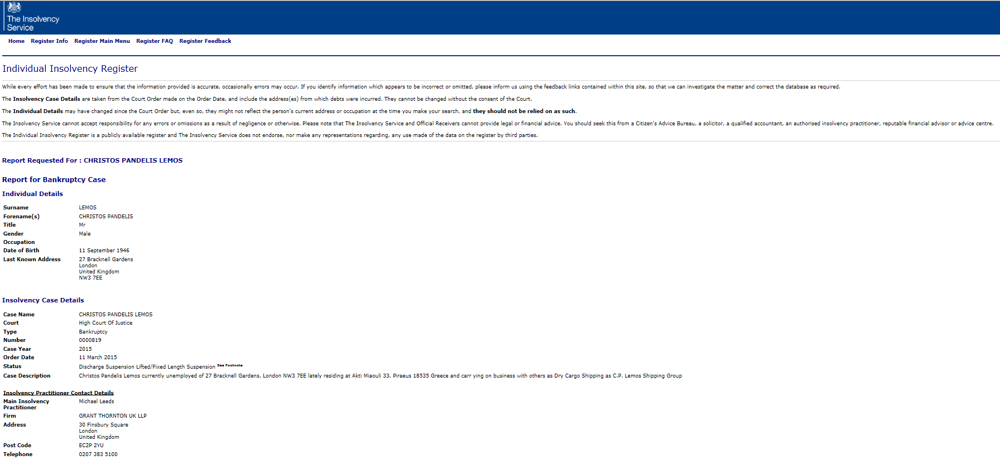 The Insolvency
Service
Home Register Info Register Main Menu Register FAQ Register Feedback
Individual Insolvency Register
While every effort has been made to ensure that the information provided is accurate, occasionally errors may occur. If you identify information which appears to be incorrect or omitted, please inform us using the feedback links contained within this site, so that we can investigate the matter and correct the database as required.
The Insolvency Case Details are taken from the Court Order made on the Order Date, and include the address(es) from which debts were incurred. They cannot be changed without the consent of the Court.
The Individual Details may have changed since the Court Order but, even so, they might not reflect the person's current address or occupation at the time you make your search, and they should not be relied on as such.
The Insolvency Service cannot accept responsibility for any errors or omissions as a result of negligence or otherwise. Please note that The Insolvency Service and Official Receivers cannot provide legal or financial advice. You should seek this from a Citizen's Advice Bureau, a solicitor, a qualified accountant, an authorised insolvency practitioner, reputable financial advisor or advice centre.
The Individual Insolvency Register is a publicly available register and The Insolvency Service does not endorse, nor make any representations regarding, any use made of the data on the register by third parties.
Report Requested For : CHRISTOS PANDELIS LEMOS
Report for Bankruptcy Case
Individual Details
Surname LEMOS
Forename(s) CHRISTOS PANDELIS
Title Mr
Gender Male
Occupation
Date of Birth 11 September 1946
Last Known Address 27 Bracknell Gardens
London
United Kingdom
NW3 7EE
Insolvency Case Details
Case Name CHRISTOS PANDELIS LEMOS
Court High Court Of Justice
Type Bankruptcy
Number 0000819
Case Year 2015
Order Date 11 March 2015
Status Discharge Suspension Lifted/Fixed Length Suspension See Footnote
Case Description Christos Pandelis Lemos currently unemployed of 27 Bracknell Gardens, London NW3 7EE lately residing at Akti Miaouli 33, Piraeus 18535 Greece and carr ying on business with others as Dry Cargo Shipping as C.P. Lemos Shipping Group
Insolvency Practitioner Contact Details
Main Insolvency Michael Leeds
Practitioner
Firm GRANT THORNTON UK LLP
Address 30 Finsbury Square
London
United Kingdom
Post Code EC2P 2YU
Telephone 0207 383 5100